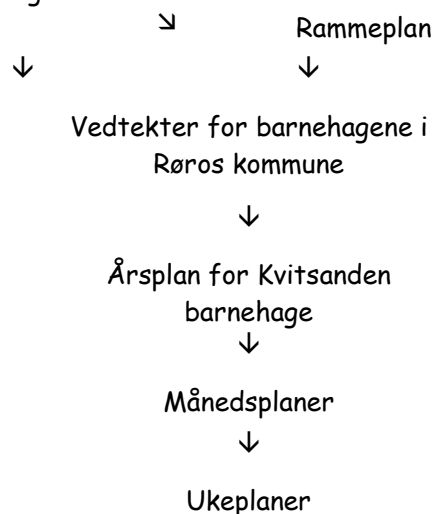 Rammeplan
Vedtekter for barnehagene i
Røros kommune
Årsplan for Kvitsanden
barnehage
Månedsplaner
Ukeplaner